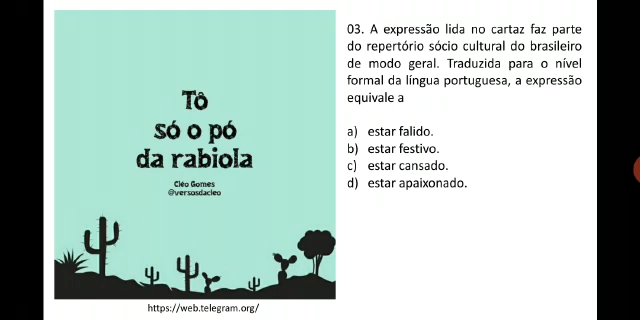 Tô
só o pó
da rabiola
Cléo Gomes
@versosdacleo
https://web.telegram.org/
03. A expressão lida no cartaz faz parte
do repertório sócio cultural do brasileiro
de modo geral. Traduzida para o nível
formal da língua portuguesa, a expressão
equivale a
a) estar falido.
b) estar festivo.
c) estar cansado.
d) estar apaixonado.